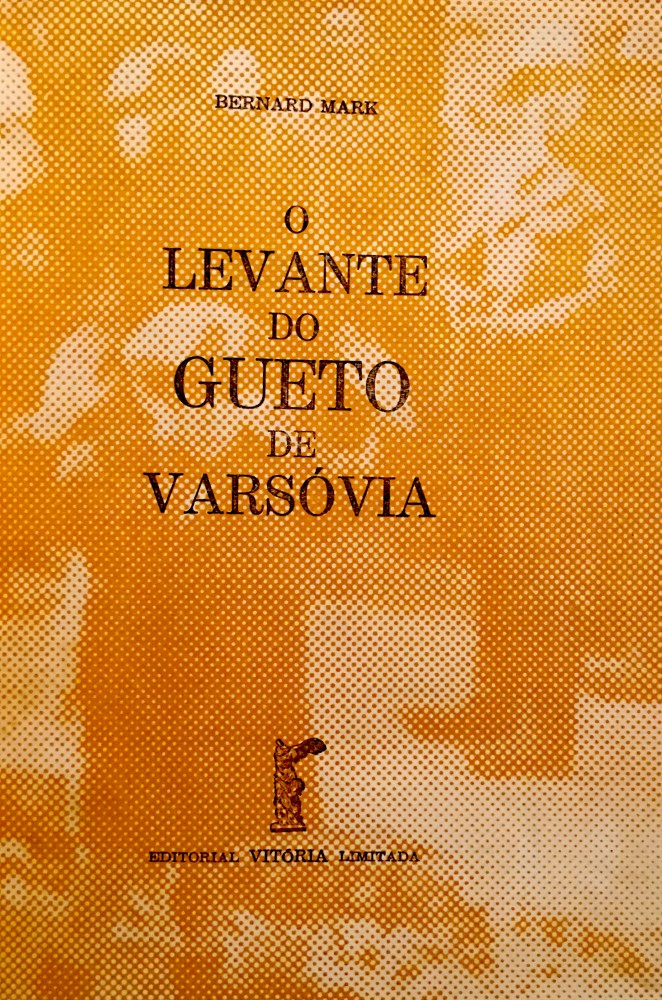 BERNARD MARK
O
LEVANTE
DO
GUETO
DE
VARSÓVIA
EDITORIAL VITÓRIA LIMITADA